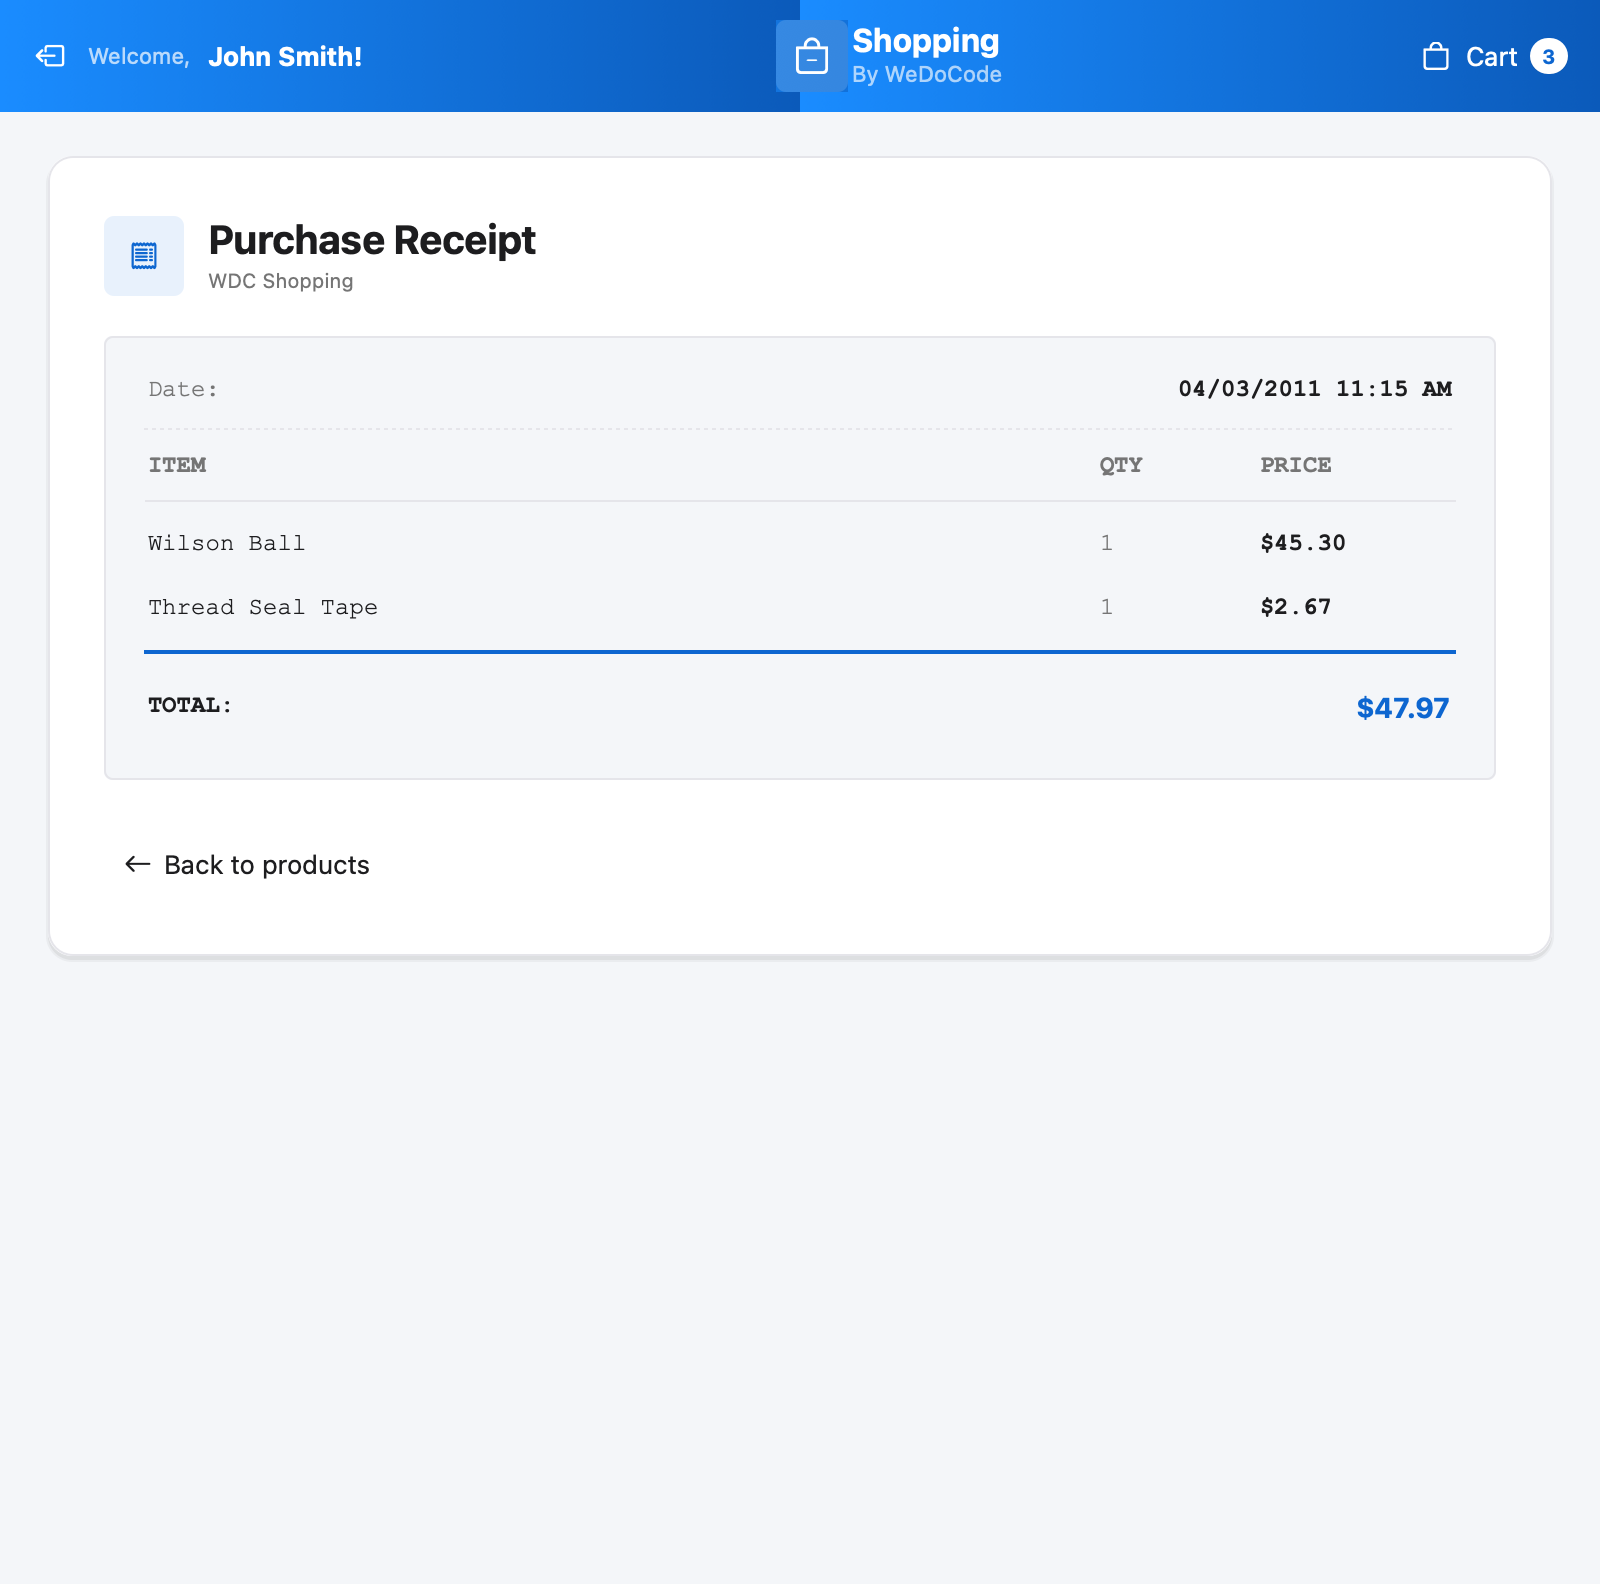 Welcome, John Smith!
Shopping
By WeDoCode
Cart 3
Purchase Receipt
WDC Shopping
Date: 04/03/2011 11:15 AM
ITEM QTY PRICE
Wilson Ball 1 $45.30
Thread Seal Tape 1 $2.67
TOTAL: $47.97
← Back to products